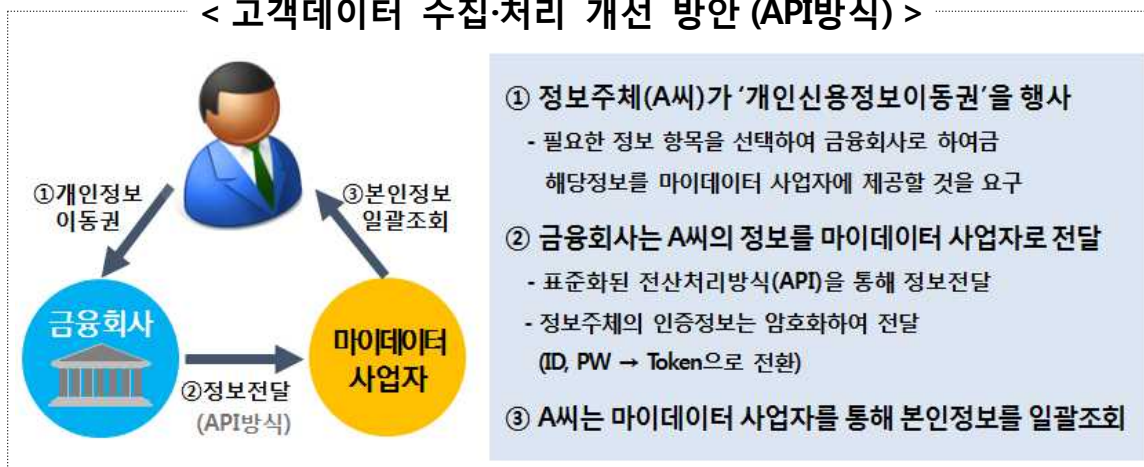 < 고객데이터 수집·처리 개선 방안 (API방식) >
①개인정보
이동권
③본인정보
일괄조회
금융회사
②정보전달
(API방식)
마이데이터
사업자
① 정보주체(A씨)가 '개인신용정보이동권'을 행사
- 필요한 정보 항목을 선택하여 금융회사로 하여금
해당정보를 마이데이터 사업자에 제공할 것을 요구
② 금융회사는 A씨의 정보를 마이데이터 사업자로 전달
- 표준화된 전산처리방식(API)을 통해 정보전달
- 정보주체의 인증정보는 암호화하여 전달
(ID, PW → Token으로 전환)
③ A씨는 마이데이터 사업자를 통해 본인정보를 일괄조회